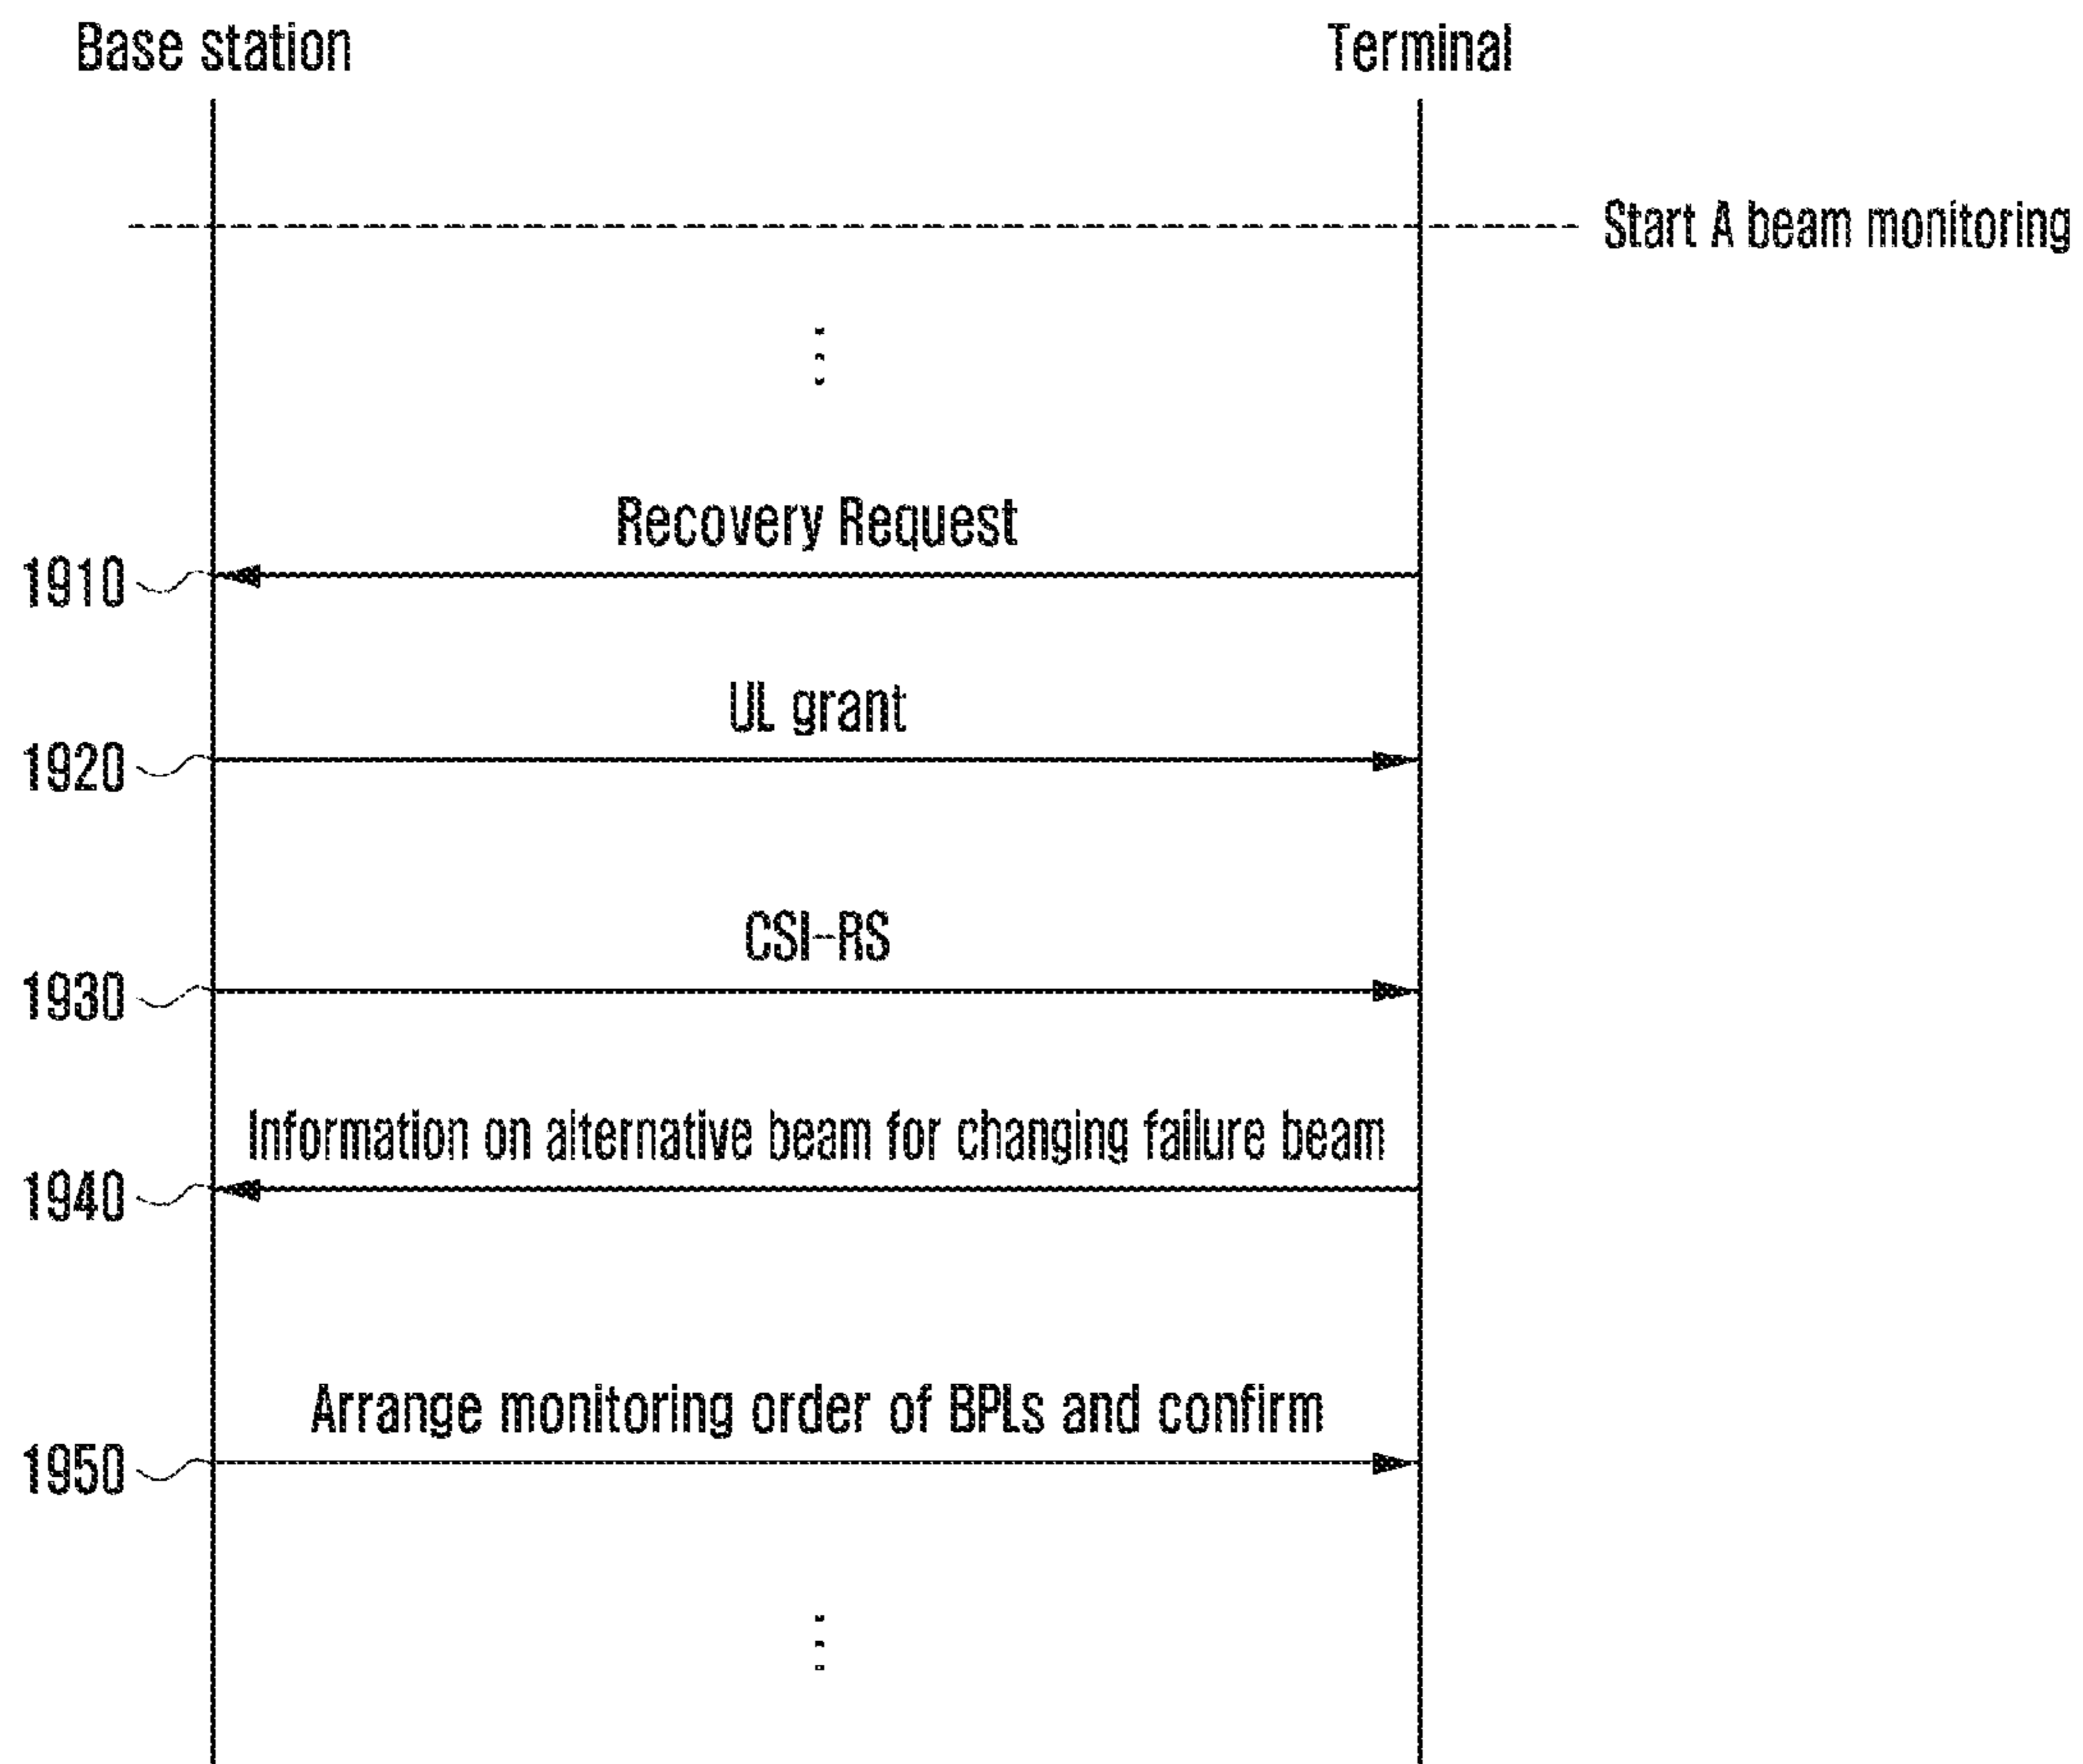 Base station Terminal
Start A beam monitoring
Recovery Request
1910
UL grant
1920
CSI-RS
1930
Information on alternative beam for changing failure beam
1940
Arrange monitoring order of BPLs and confirm
1950